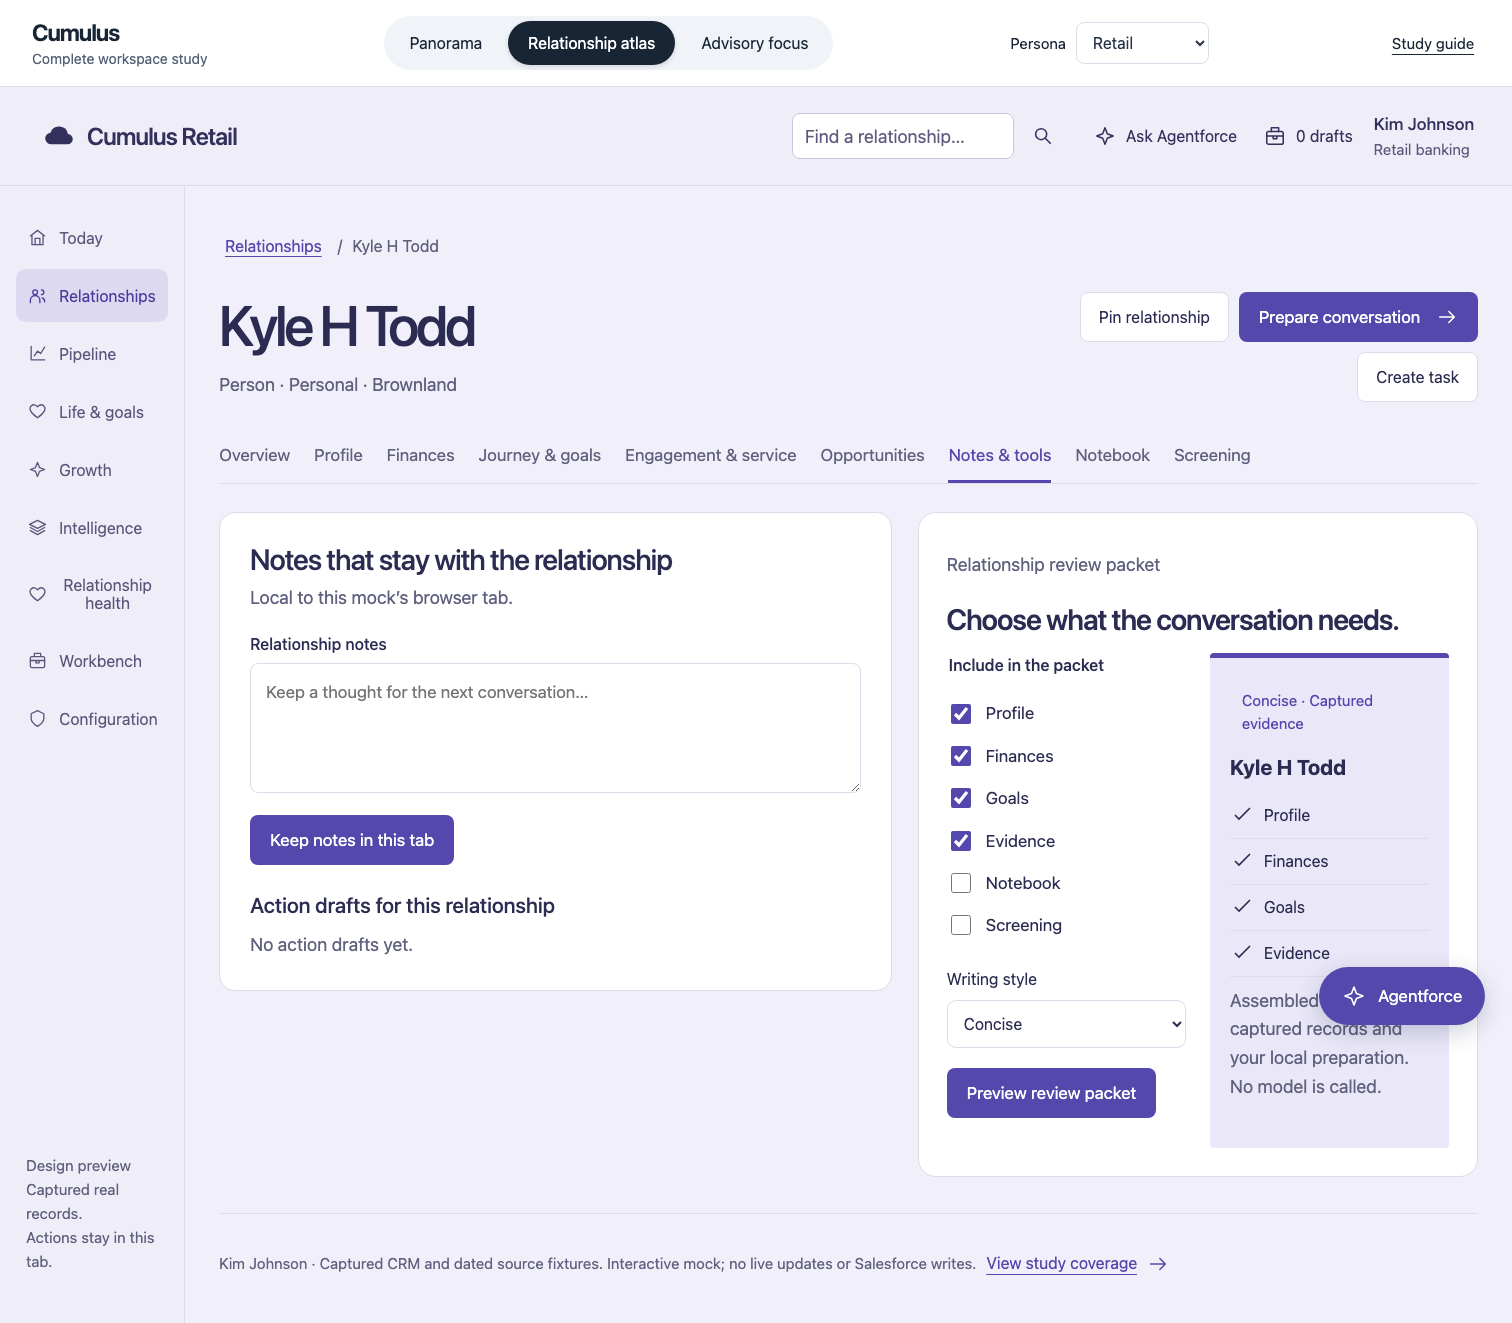 Cumulus
Complete workspace study
Panorama
Relationship atlas
Advisory focus
Persona
Retail
Study guide
Cumulus Retail
Find a relationship...
Ask Agentforce
0 drafts
Kim Johnson
Retail banking
Today
Relationships
Pipeline
Life & goals
Growth
Intelligence
Relationship
health
Workbench
Configuration
Design preview
Captured real
records.
Actions stay in this
tab.
Relationships / Kyle H Todd
Kyle H Todd
Person · Personal · Brownland
Pin relationship
Prepare conversation
Create task
Overview
Profile
Finances
Journey & goals
Engagement & service
Opportunities
Notes & tools
Notebook
Screening
Notes that stay with the relationship
Local to this mock’s browser tab.
Relationship notes
Keep a thought for the next conversation...
Keep notes in this tab
Action drafts for this relationship
No action drafts yet.
Relationship review packet
Choose what the conversation needs.
Include in the packet
Profile
Finances
Goals
Evidence
Notebook
Screening
Writing style
Concise
Preview review packet
Concise · Captured
evidence
Kyle H Todd
Profile
Finances
Goals
Evidence
Assembled
captured records and
your local preparation.
No model is called.
Agentforce
Kim Johnson · Captured CRM and dated source fixtures. Interactive mock; no live updates or Salesforce writes.
View study coverage